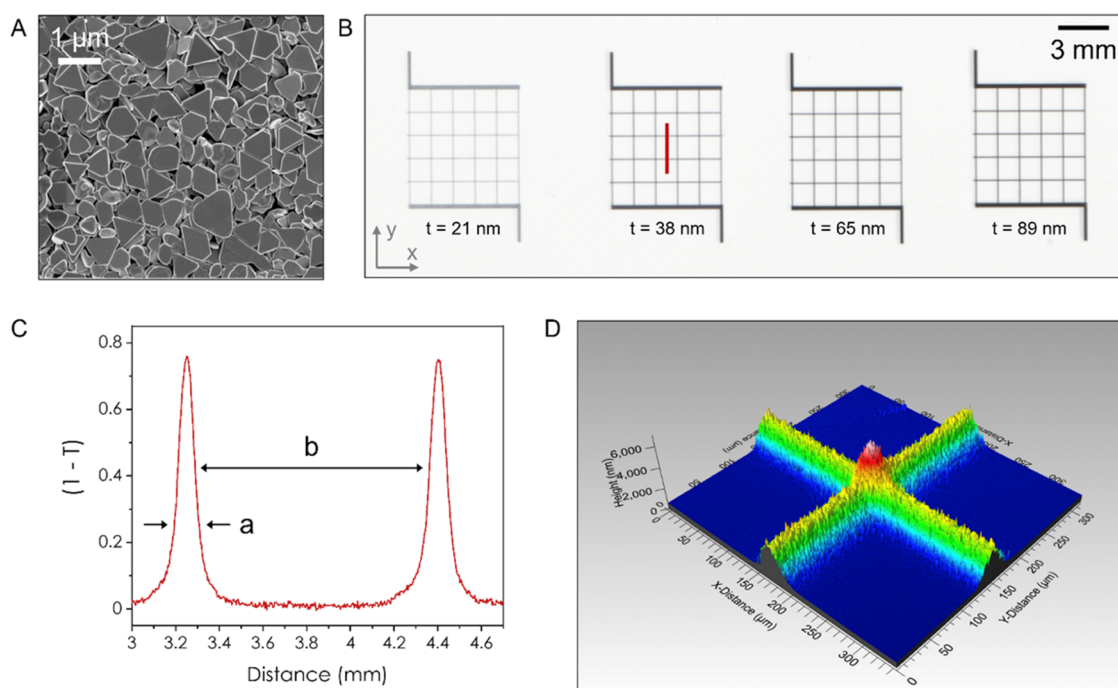 A
1 μm
B
3 mm
y
x
t = 21 nm
t = 38 nm
t = 65 nm
t = 89 nm
C
0.8
0.6
0.4
0.2
0
(1 - T)
a
b
3
3.2
3.4
3.6
3.8
4
4.2
4.4
4.6
Distance (mm)
D
6,000
4,000
2,000
0
Height (nm)
0
50
100
150
200
250
300
X-Distance (μm)
0
50
100
150
200
250
300
Y-Distance (μm)